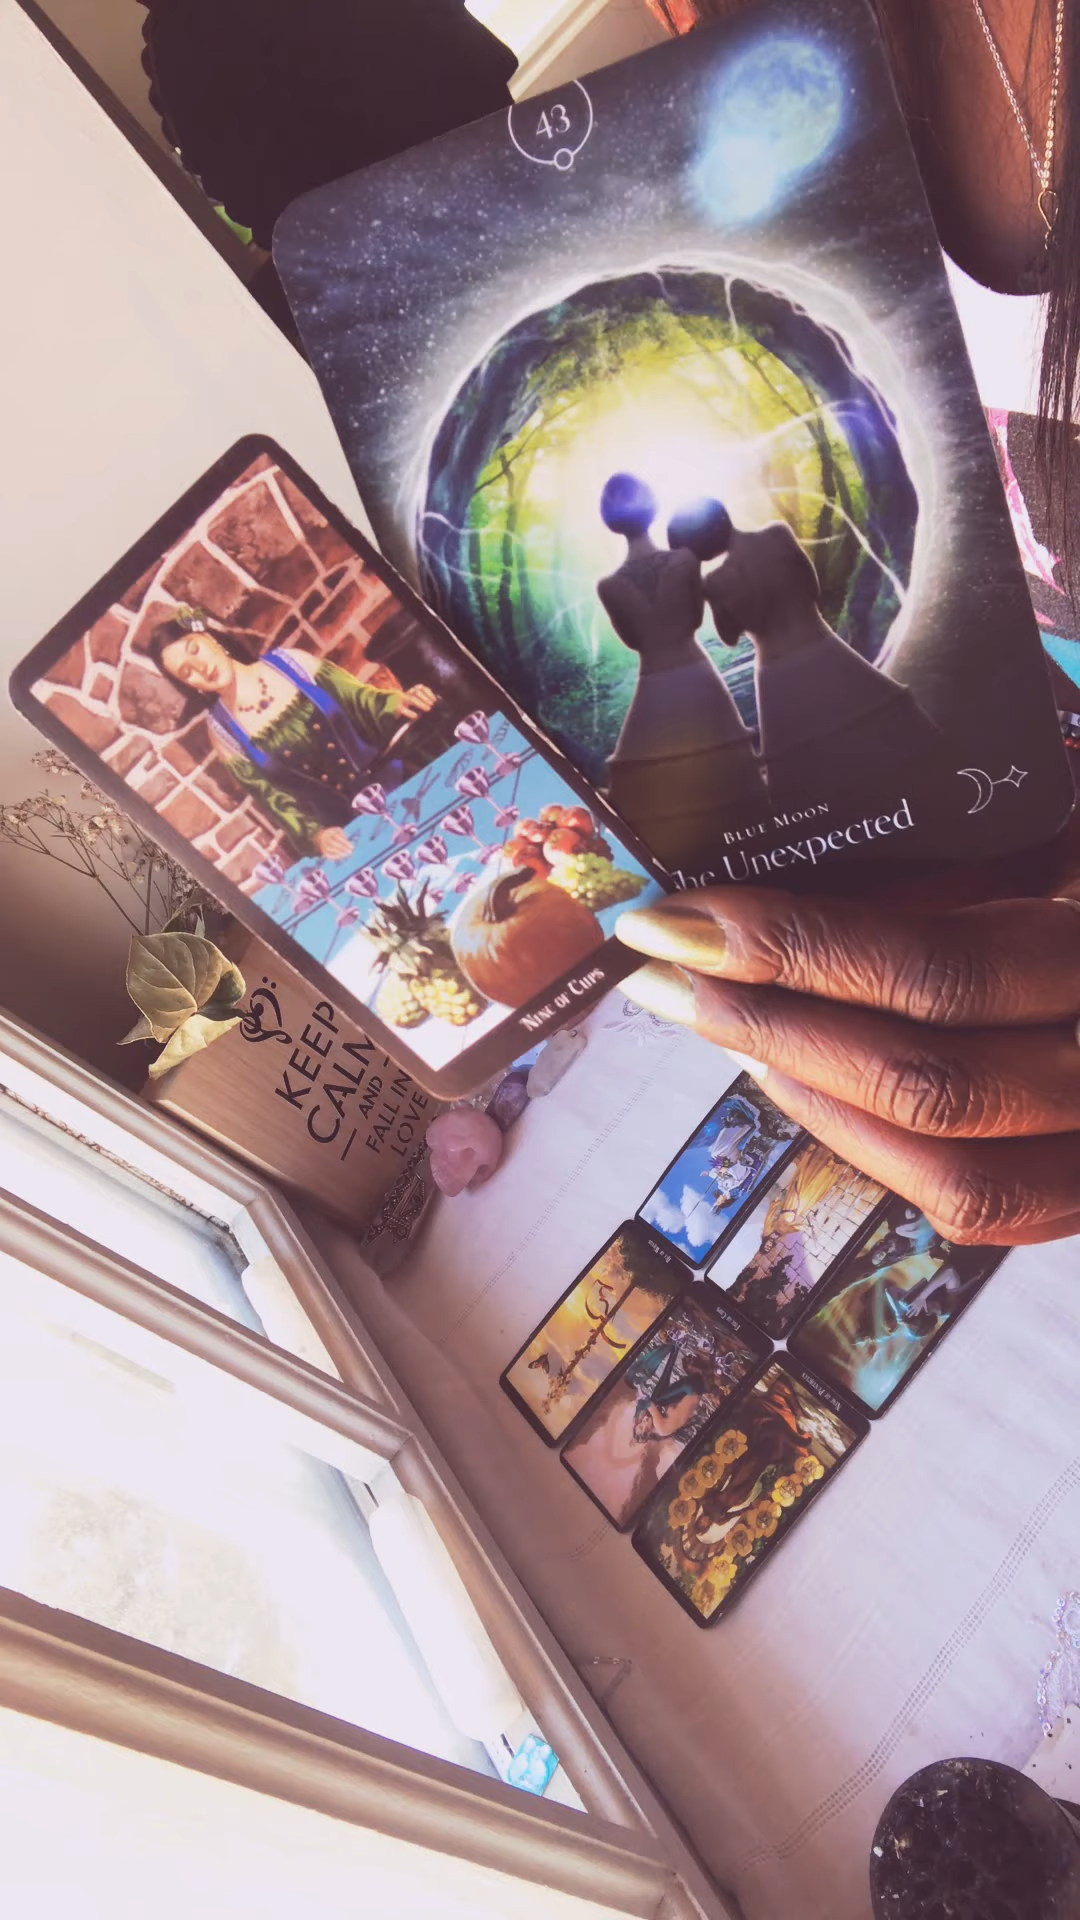 43
BLUE MOON
The Unexpected
NINE OF CUPS
KEEP
CALM
AND
FALL IN
LOVE